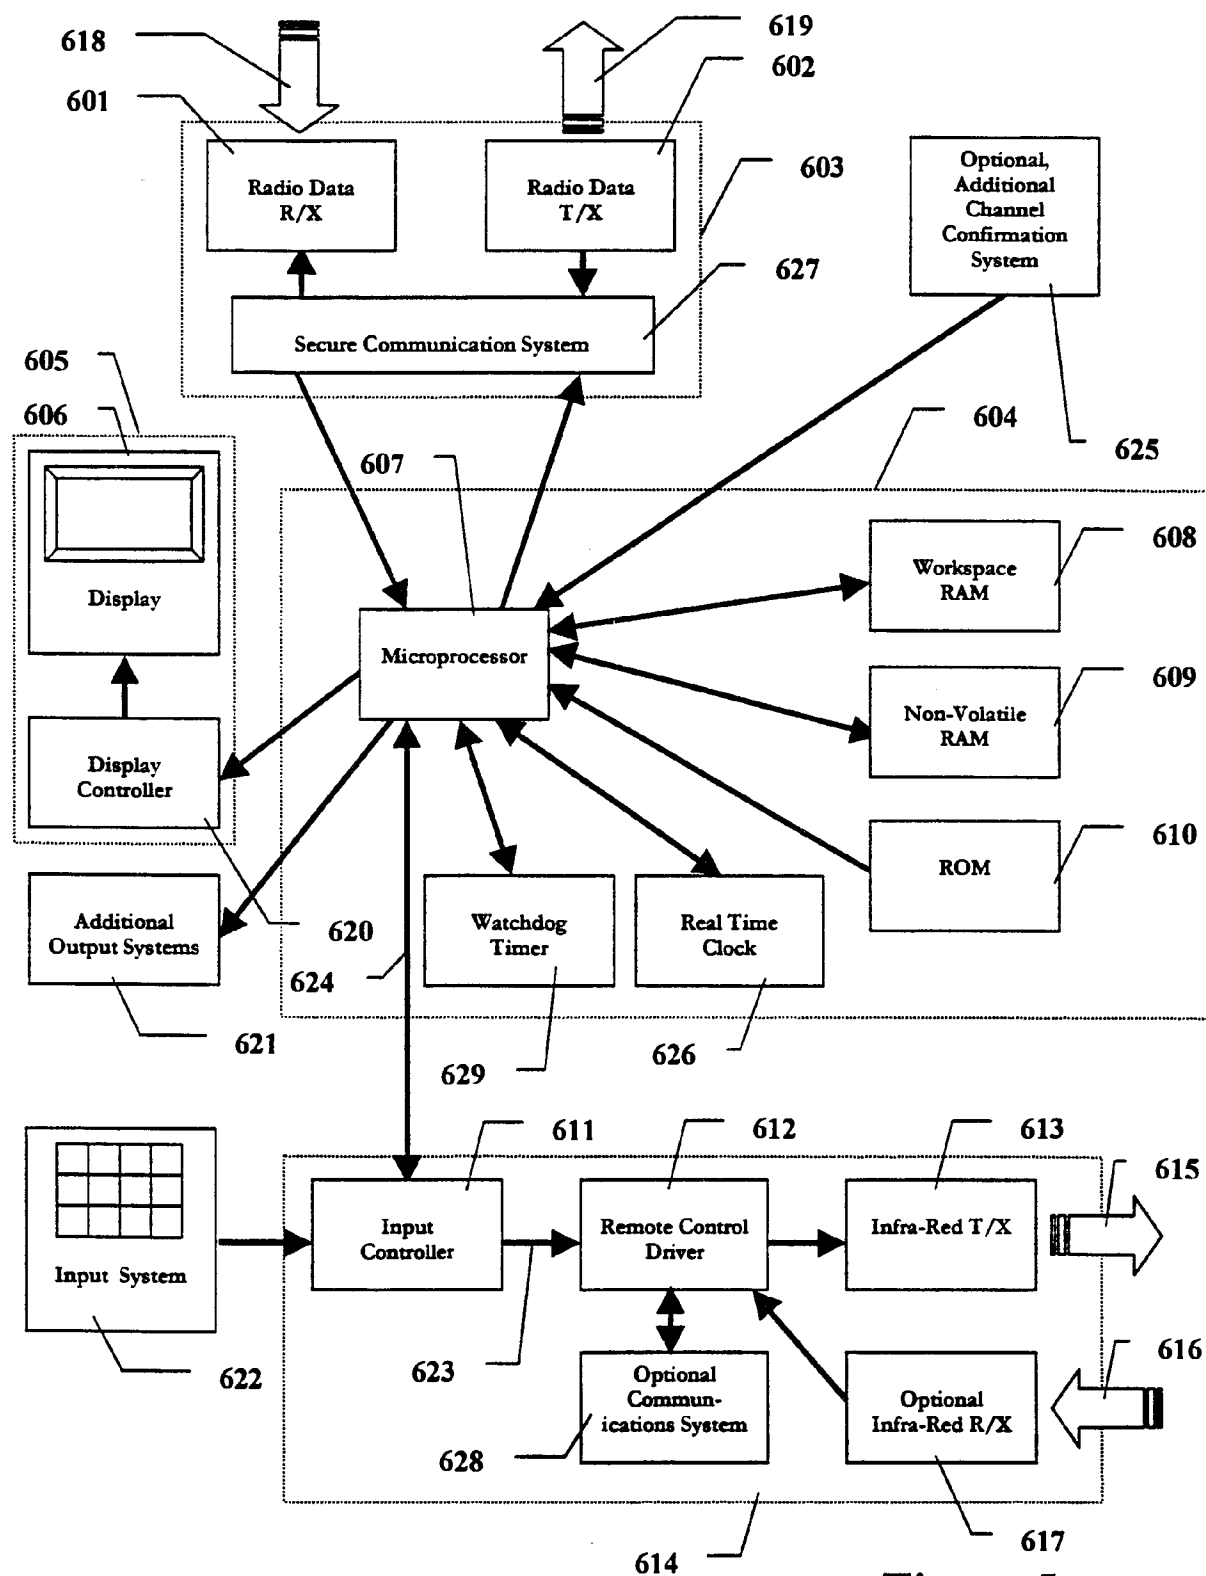 618
619
601
602
Radio Data
R/X
Radio Data
T/X
603
Optional,
Additional
Channel
Confirmation
System
627
Secure Communication System
605
606
604
625
607
608
Workspace
RAM
Display
Microprocessor
609
Non-Volatile
RAM
Display
Controller
610
ROM
Additional
Output Systems
620
624
Watchdog
Timer
Real Time
Clock
621
629
626
611
612
613
615
Input
Controller
Remote Control
Driver
Infra-Red T/X
Input System
622
623
616
Optional
Commun-
ications System
Optional
Infra-Red R/X
628
617
614